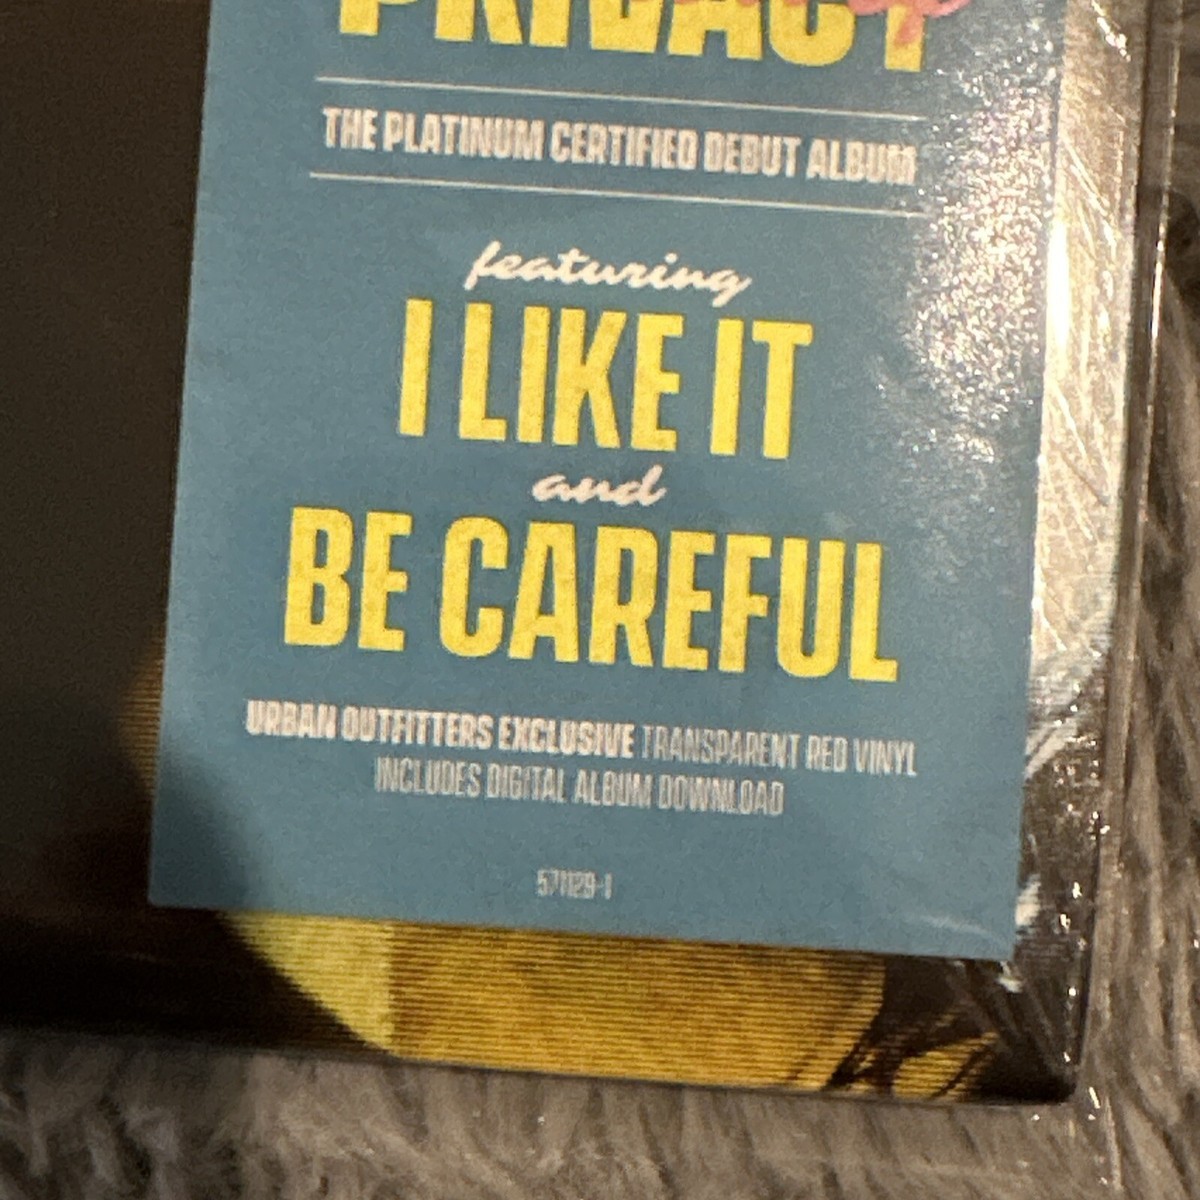 PRIVACY
THE PLATINUM CERTIFIED DEBUT ALBUM
featuring
I LIKE IT
and
BE CAREFUL
URBAN OUTFITTERS EXCLUSIVE TRANSPARENT RED VINYL
INCLUDES DIGITAL ALBUM DOWNLOAD
571129-1